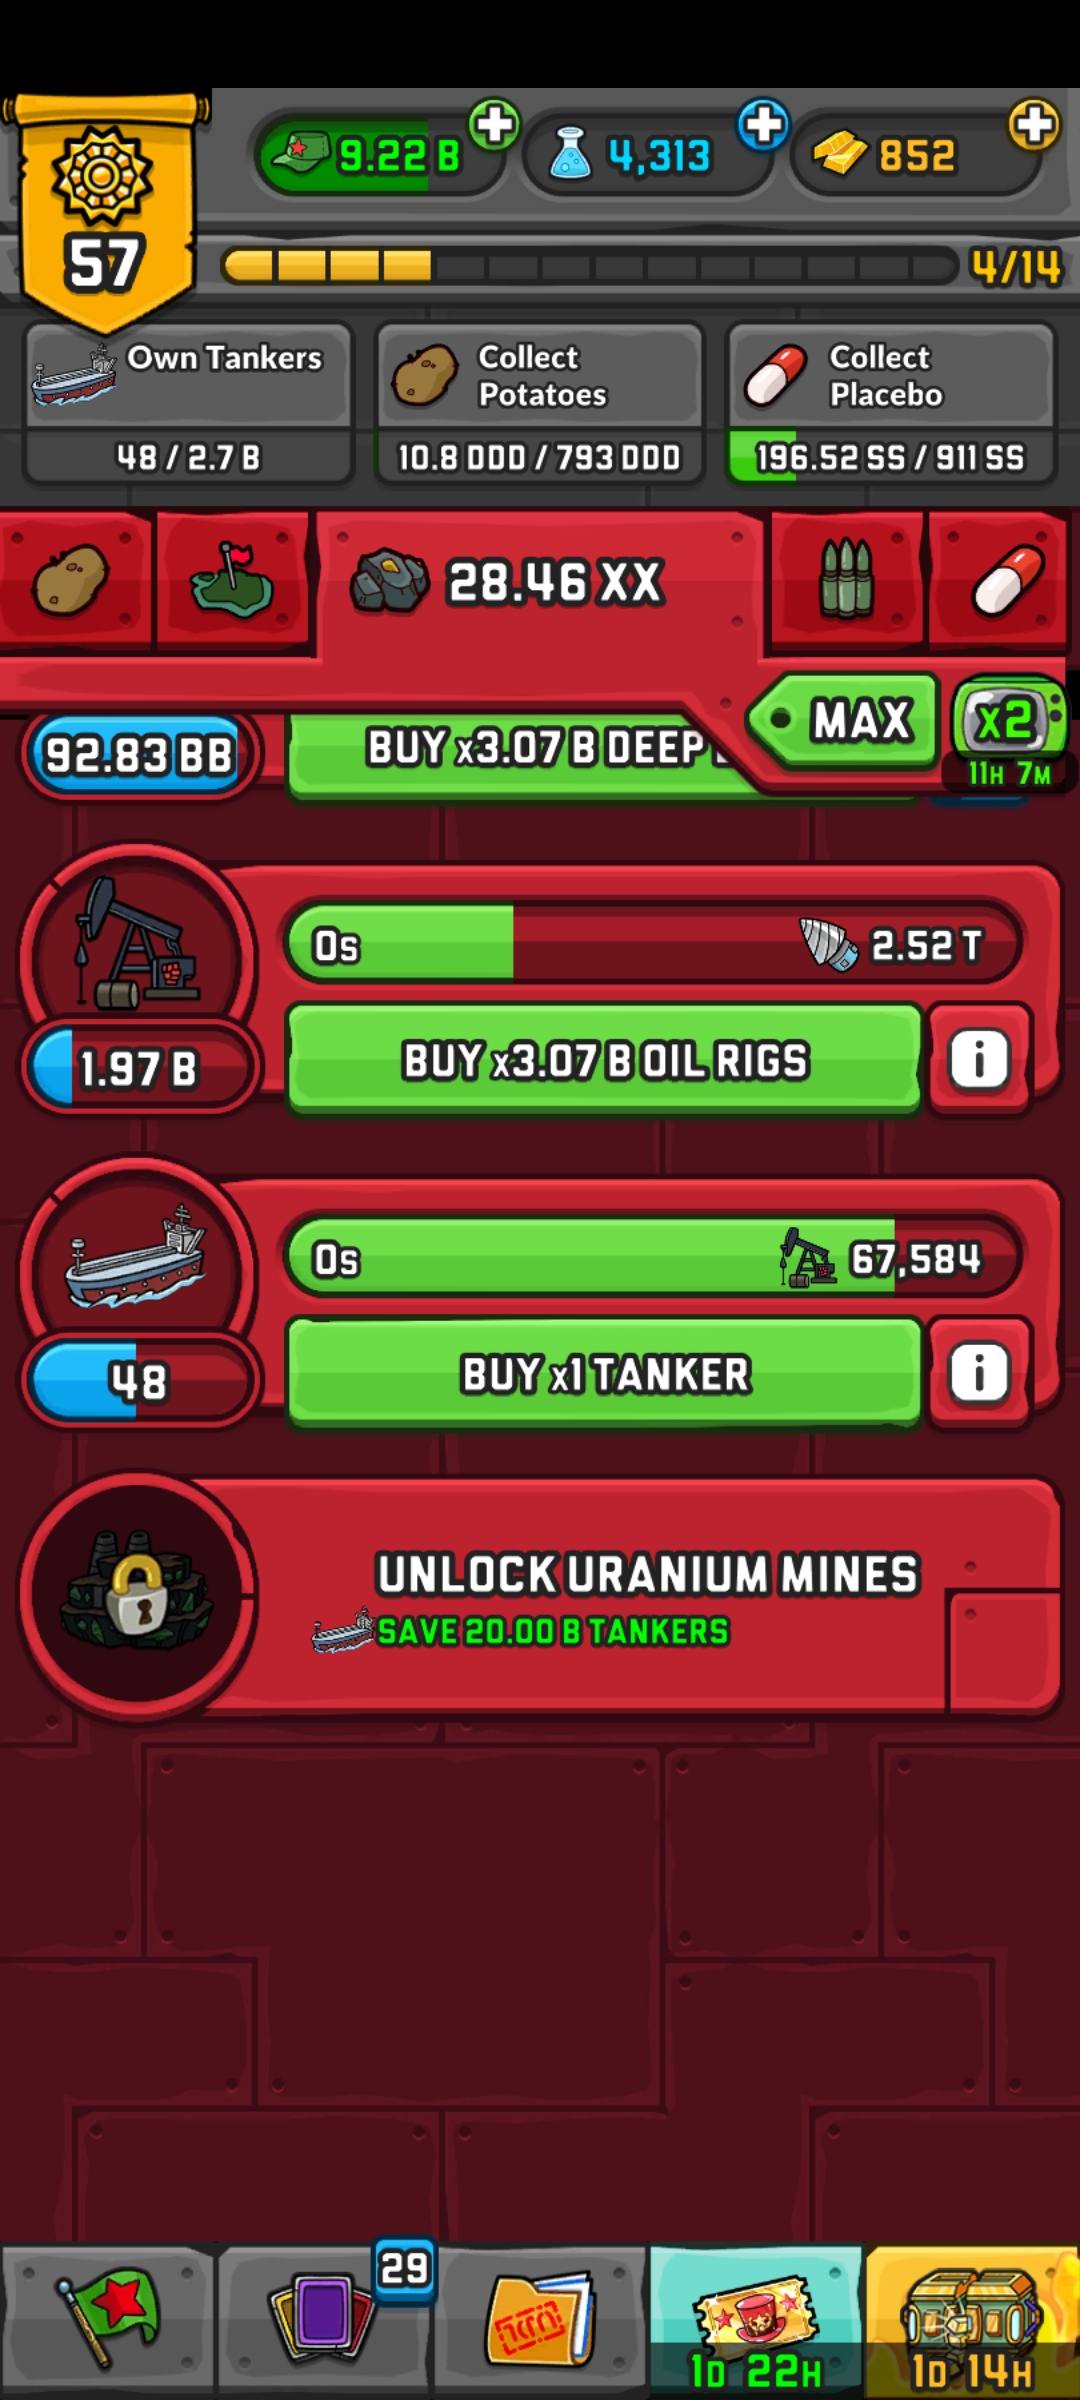 9.22 B
4,313
852
57
4/14
Own Tankers
48 / 2.7 B
Collect
Potatoes
10.8 DDD / 793 DDD
Collect
Placebo
196.52 SS / 911 SS
28.46 XX
MAX
x2
11H 7M
92.83 BB
BUY x3.07 B DEEP
0s
2.52 T
1.97 B
BUY x3.07 B OIL RIGS
i
0s
67,584
48
BUY x1 TANKER
i
UNLOCK URANIUM MINES
SAVE 20.00 B TANKERS
29
1D 22H
1D 14H